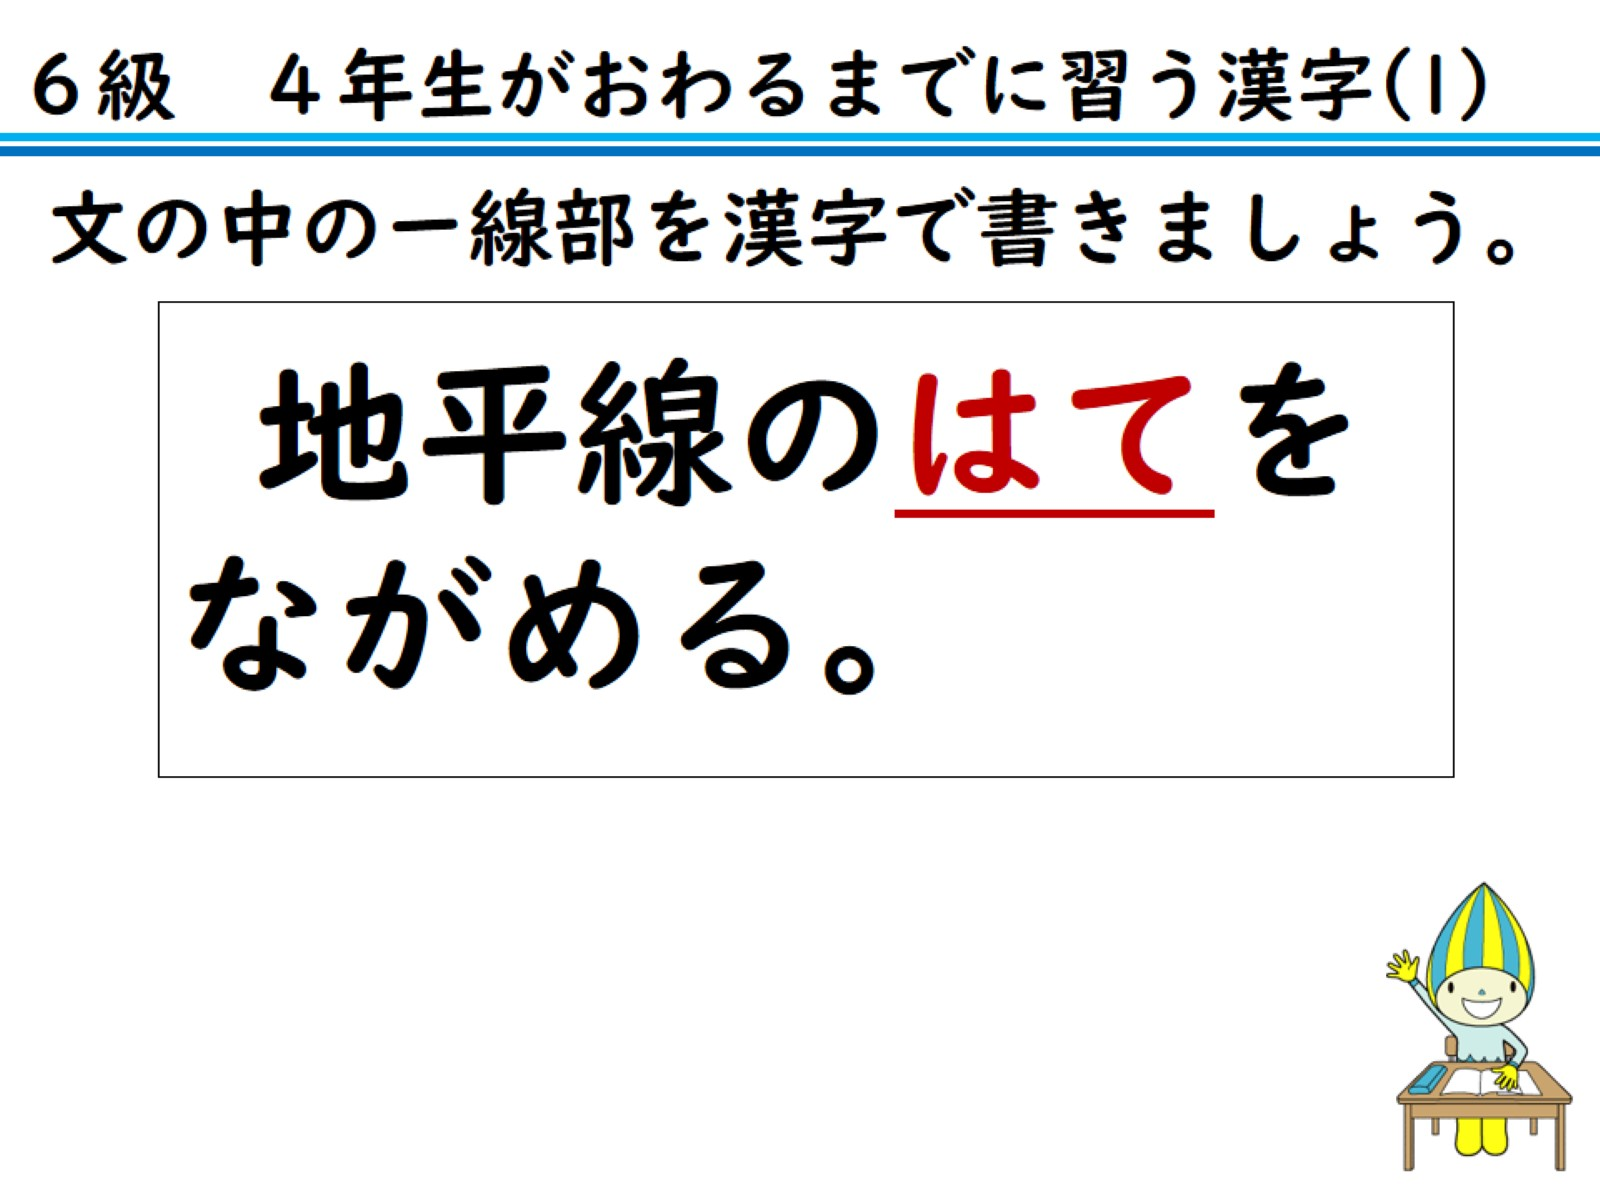 6級　4年生がおわるまでに習う漢字(1)
文の中の一線部を漢字で書きましょう。
地平線のはてを
ながめる。